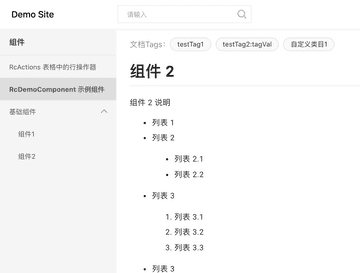 Demo Site
请输入
组件
RcActions 表格中的行操作器
RcDemoComponent 示例组件
基础组件
组件1
组件2
文档Tags：
testTag1
testTag2:tagVal
自定义类目1
组件 2
组件 2 说明
• 列表 1
• 列表 2
• 列表 2.1
• 列表 2.2
• 列表 3
1. 列表 3.1
2. 列表 3.2
3. 列表 3.3
• 列表 3